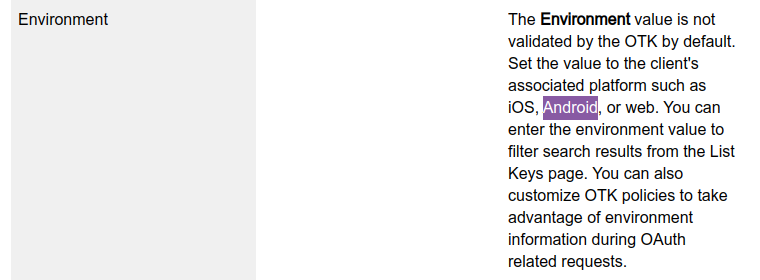 Environment
The Environment value is not
validated by the OTK by default.
Set the value to the client's
associated platform such as
iOS, Android, or web. You can
enter the environment value to
filter search results from the List
Keys page. You can also
customize OTK policies to take
advantage of environment
information during OAuth
related requests.